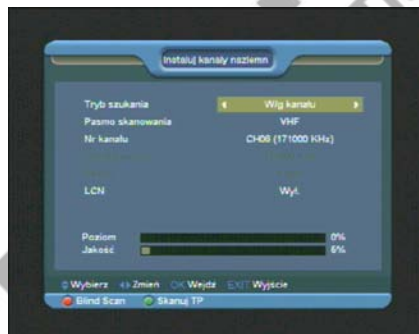 Instaluj kanały naziemn
Tryb szukania Wg kanału
Pasmo skanowania VHF
Nr kanału CH06 (171000 KHz)
LCN Wył.
Poziom 0%
Jakość 6%
Wybierz Zmień OK Wejdź EXIT Wyjście
Blind Scan Skanuj TP